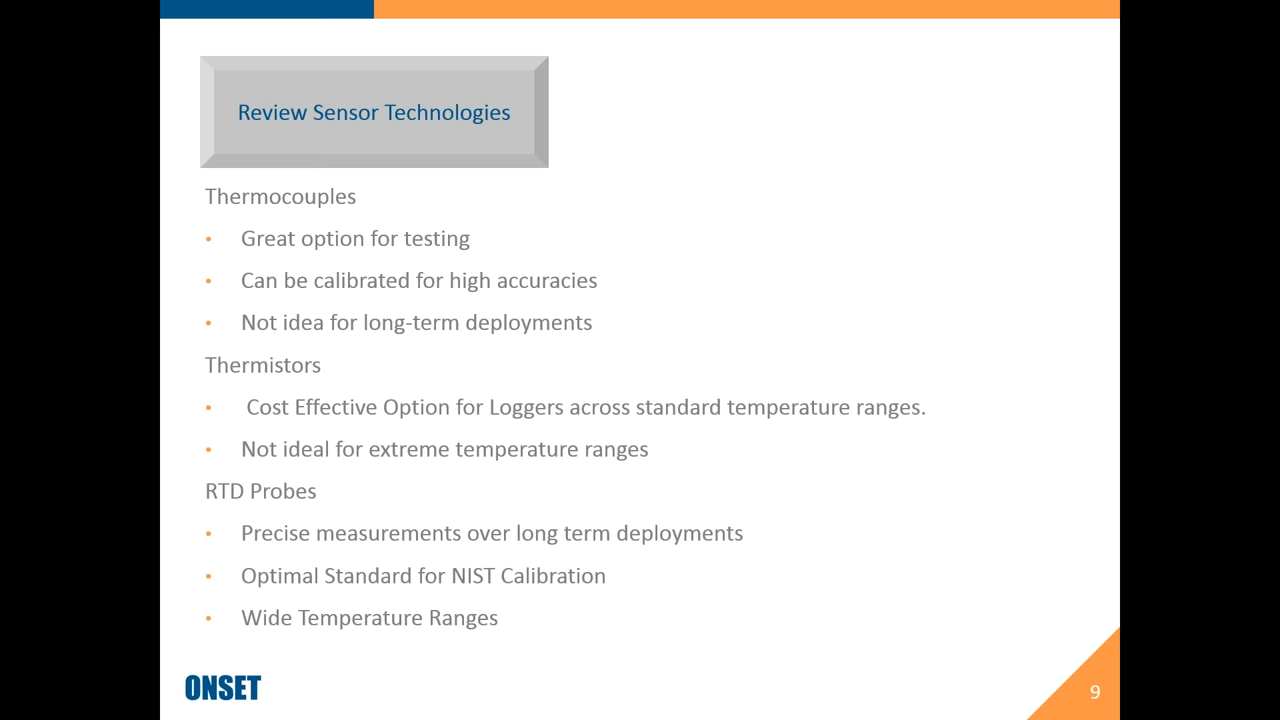 Review Sensor Technologies
Thermocouples
• Great option for testing
• Can be calibrated for high accuracies
• Not idea for long-term deployments
Thermistors
• Cost Effective Option for Loggers across standard temperature ranges.
• Not ideal for extreme temperature ranges
RTD Probes
• Precise measurements over long term deployments
• Optimal Standard for NIST Calibration
• Wide Temperature Ranges
ONSET
9